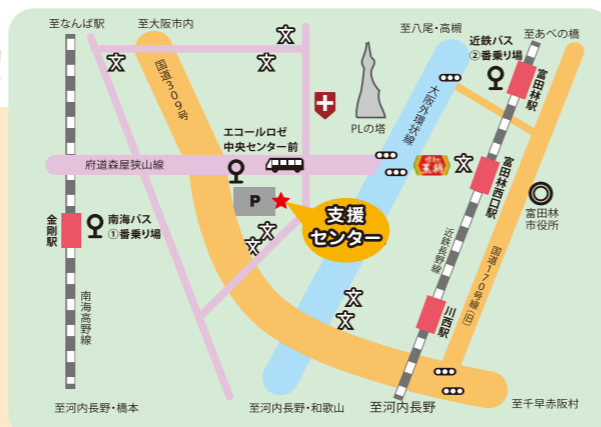 至なんば駅
至大阪市内
至八尾・高槻
至あべの橋
近鉄バス
②番乗り場
富田林駅
国道309号
大阪外環状線
PLの塔
エコールロゼ
中央センター前
府道森屋狭山線
富田林西口駅
P
支援
センター
富田林
市役所
金剛駅
南海バス
①番乗り場
近鉄長野線
国道170号線(旧)
川西駅
南海高野線
至河内長野・橋本
至河内長野・和歌山
至河内長野
至千早赤阪村